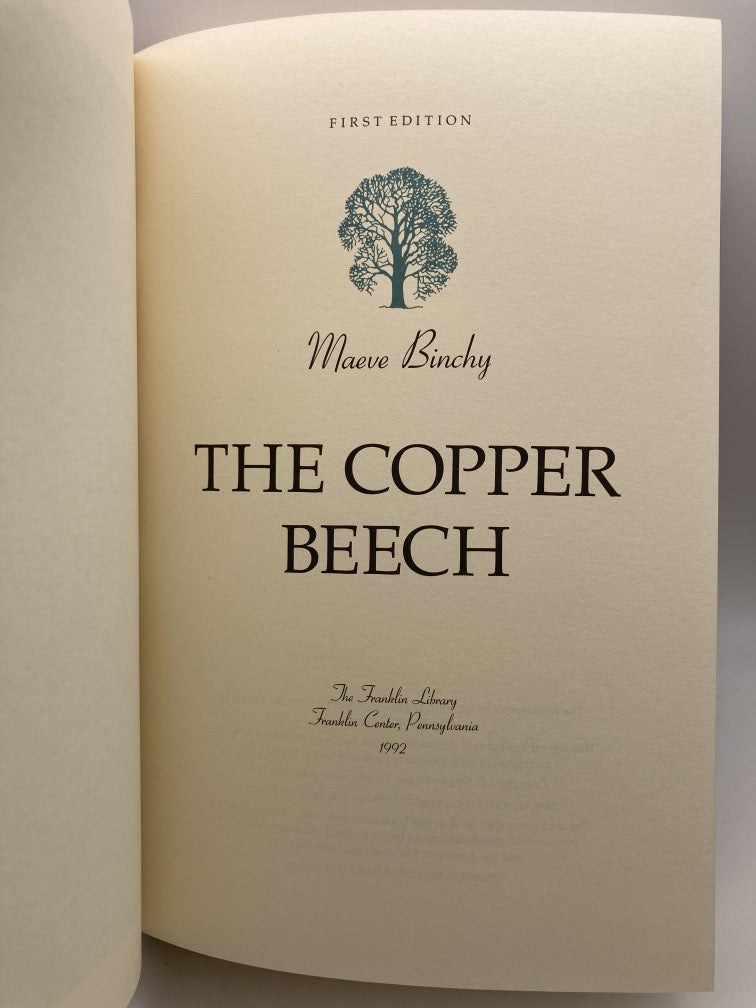 FIRST EDITION
Maeve Binchy
THE COPPER
BEECH
The Franklin Library
Franklin Center, Pennsylvania
1992